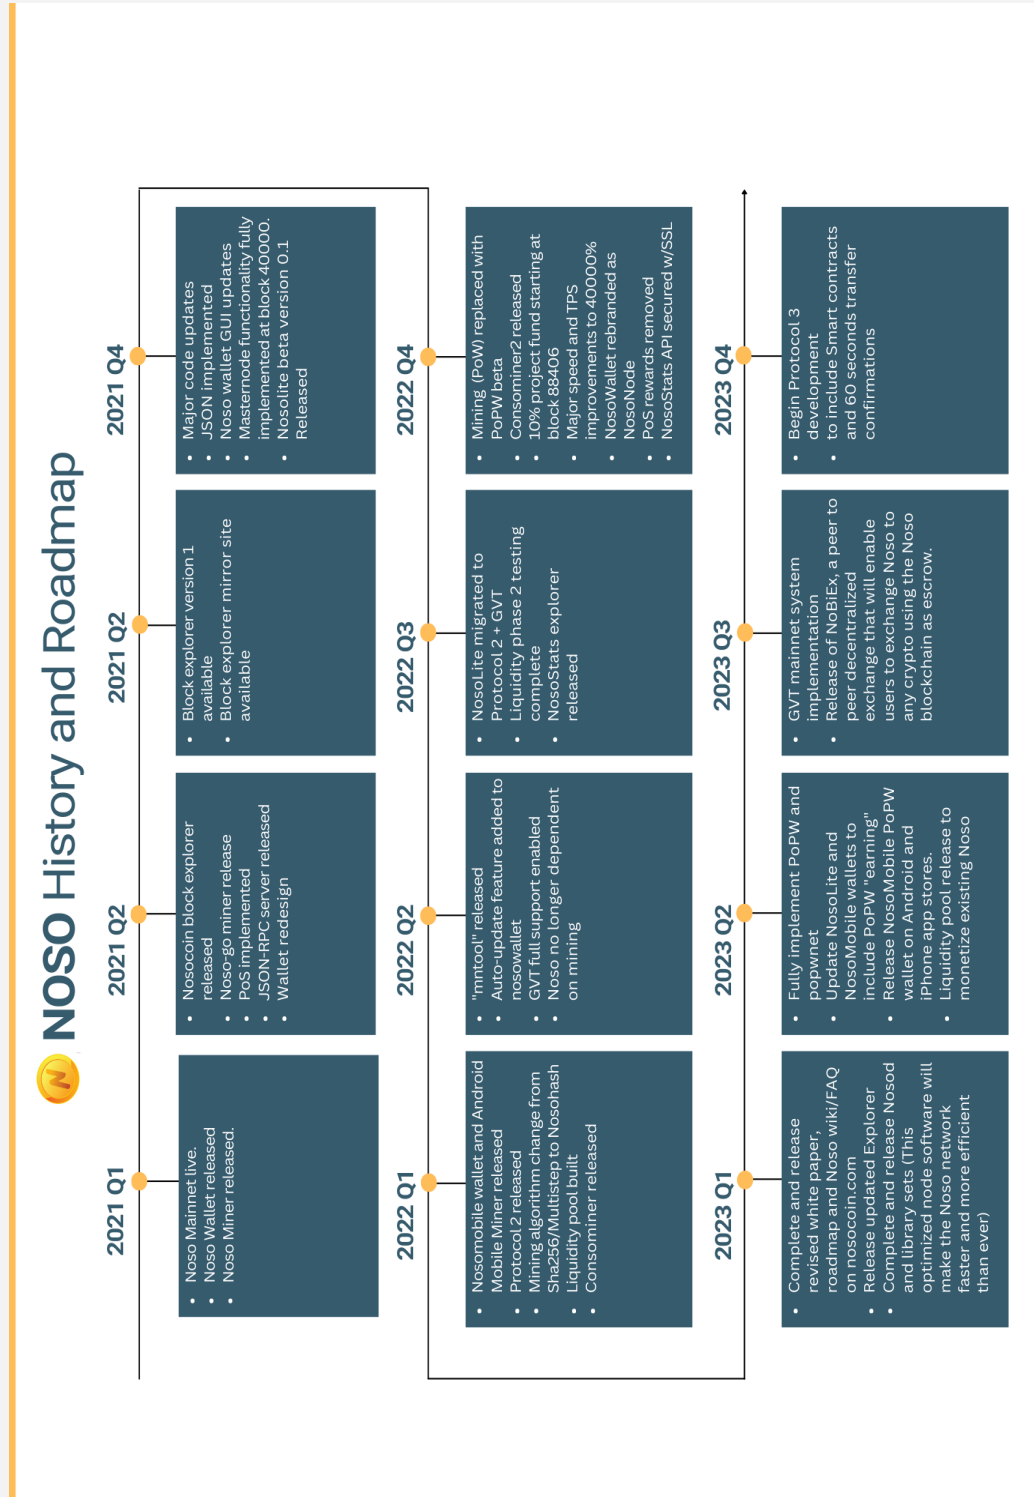 NOSO History and Roadmap
2021 Q1
• Noso Mainnet live.
• Noso Wallet released
• Noso Miner released.
2021 Q2
• Nosocoin block explorer
released
• Noso-go miner release
• PoS implemented
• JSON-RPC server released
• Wallet redesign
2021 Q2
• Block explorer version 1
available
• Block explorer mirror site
available
2021 Q4
• Major code updates
• JSON implemented
• Noso wallet GUI updates
• Masternode functionality fully
implemented at block 40000.
• Nosolite beta version 0.1
Released
2022 Q1
• Nosomobile wallet and Android
Mobile Miner released
• Protocol 2 released
• Mining algorithm change from
Sha256/Multistep to Nosohash
• Liquidity pool built
• Consominer released
2022 Q2
• "mntool" released
• Auto-update feature added to
nosowallet
• GVT full support enabled
• Noso no longer dependent
on mining
2022 Q3
• NosoLite migrated to
Protocol 2 + GVT
• Liquidity phase 2 testing
complete
• NosoStats explorer
released
2022 Q4
• Mining (PoW) replaced with
PoPW beta
• Consominer2 released
• 10% project fund starting at
block 88406
• Major speed and TPS
improvements to 40000%
• NosoWallet rebranded as
NosoNode
• PoS rewards removed
• NosoStats API secured w/SSL
2023 Q1
• Complete and release
revised white paper,
roadmap and Noso wiki/FAQ
on nosocoin.com
• Release updated Explorer
• Complete and release Nosod
and library sets (This
optimized node software will
make the Noso network
faster and more efficient
than ever)
2023 Q2
• Fully implement PoPW and
popwnet
• Update NosoLite and
NosoMobile wallets to
include PoPW "earning"
• Release NosoMobile PoPW
wallet on Android and
iPhone app stores.
• Liquidity pool release to
monetize existing Noso
2023 Q3
• GVT mainnet system
implementation
• Release of NoBiEx, a peer to
peer decentralized
exchange that will enable
users to exchange Noso to
any crypto using the Noso
blockchain as escrow.
2023 Q4
• Begin Protocol 3
development
• to include Smart contracts
and 60 seconds transfer
confirmations